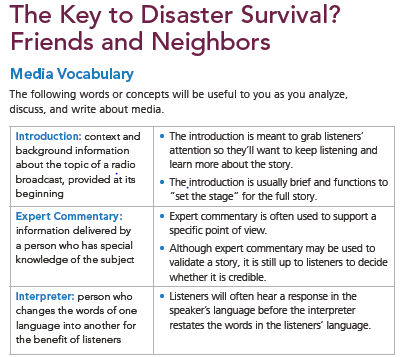 The Key to Disaster Survival?
Friends and Neighbors
Media Vocabulary
The following words or concepts will be useful to you as you analyze,
discuss, and write about media.
Introduction: context and
background information
about the topic of a radio
broadcast, provided at its
beginning
• The introduction is meant to grab listeners’
attention so they’ll want to keep listening and
learn more about the story.
• The introduction is usually brief and functions to
“set the stage” for the full story.
Expert Commentary:
information delivered by
a person who has special
knowledge of the subject
• Expert commentary is often used to support a
specific point of view.
• Although expert commentary may be used to
validate a story, it is still up to listeners to decide
whether it is credible.
Interpreter: person who
changes the words of one
language into another for
the benefit of listeners
• Listeners will often hear a response in the
speaker’s language before the interpreter
restates the words in the listeners’ language.